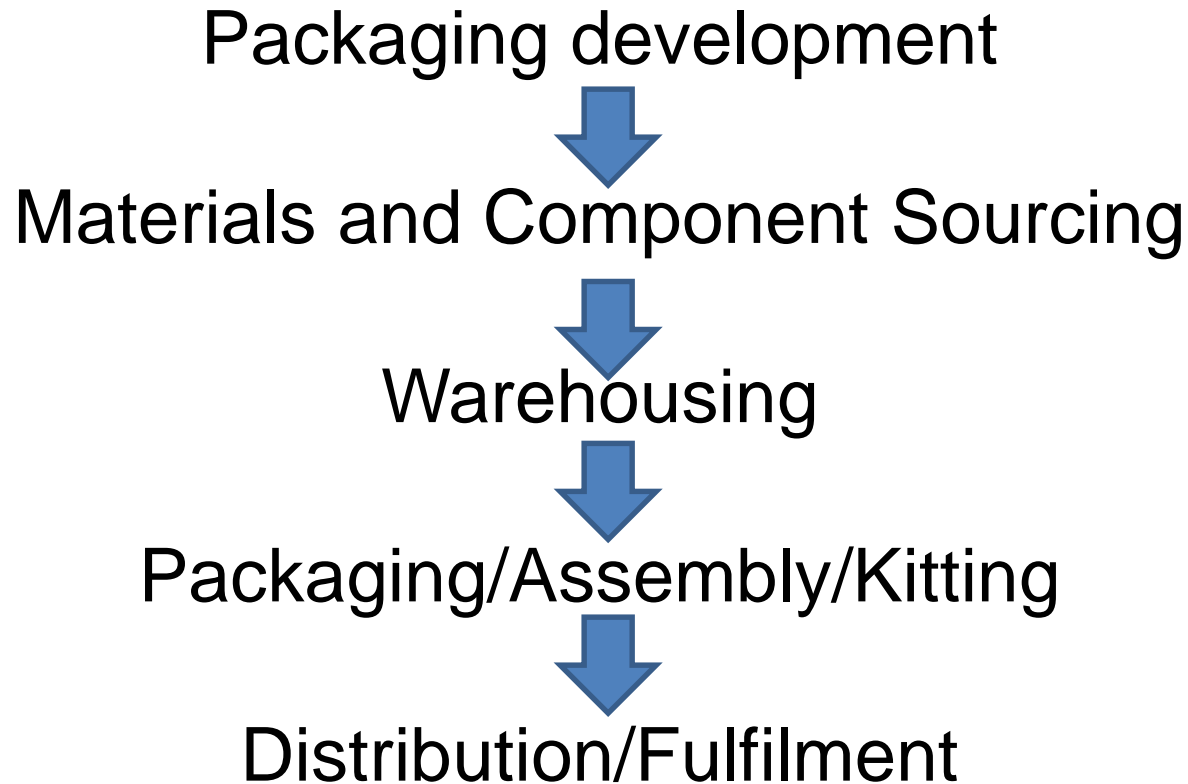 Packaging development
Materials and Component Sourcing
Warehousing
Packaging/Assembly/Kitting
Distribution/Fulfilment